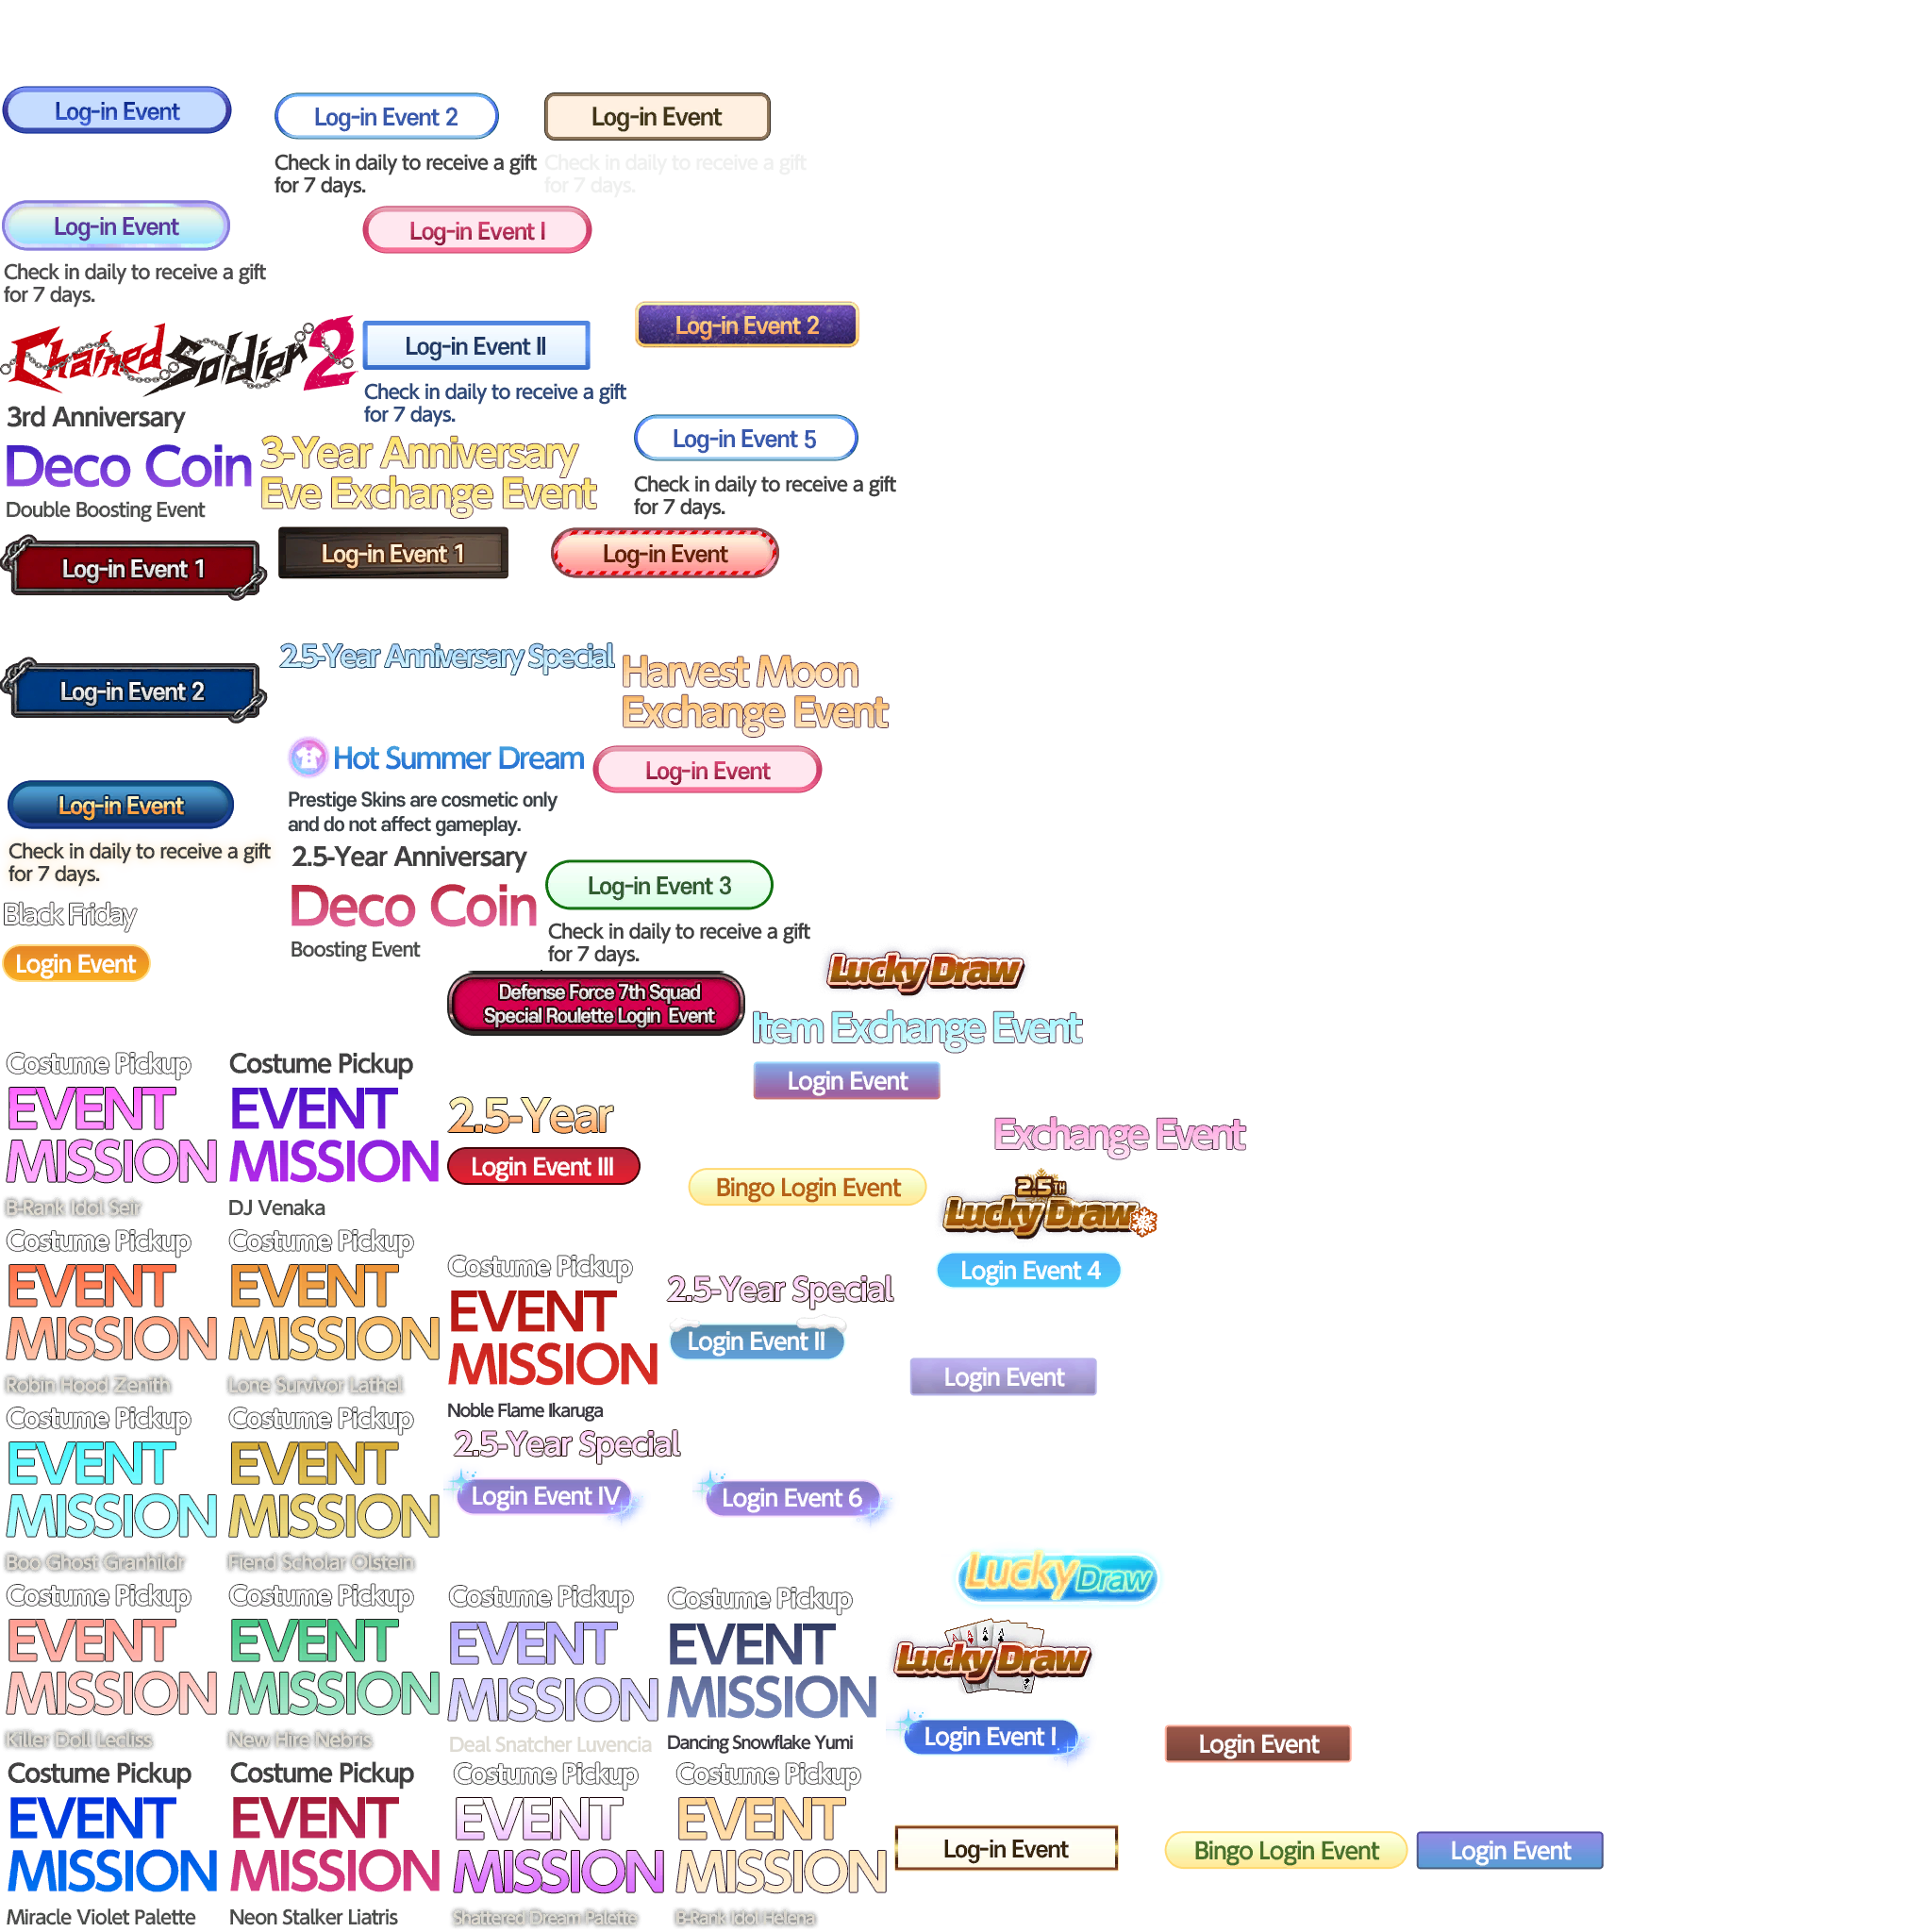 Log-in Event
Log-in Event 2
Log-in Event
Check in daily to receive a gift
for 7 days.
Check in daily to receive a gift
for 7 days.
Log-in Event
Log-in Event I
Check in daily to receive a gift
for 7 days.
Log-in Event 2
Chained Soldier 2
Log-in Event II
Check in daily to receive a gift
for 7 days.
3rd Anniversary
Deco Coin
Double Boosting Event
3-Year Anniversary
Eve Exchange Event
Log-in Event 5
Check in daily to receive a gift
for 7 days.
Log-in Event 1
Log-in Event 1
Log-in Event
2.5-Year Anniversary Special
Harvest Moon
Exchange Event
Log-in Event 2
Hot Summer Dream
Prestige Skins are cosmetic only
and do not affect gameplay.
Log-in Event
Log-in Event
Check in daily to receive a gift
for 7 days.
2.5-Year Anniversary
Deco Coin
Boosting Event
Log-in Event 3
Check in daily to receive a gift
for 7 days.
Black Friday
Login Event
Lucky Draw
Defense Force 7th Squad
Special Roulette Login Event
Item Exchange Event
Login Event
Costume Pickup
EVENT
MISSION
B-Rank Idol Seir
Costume Pickup
EVENT
MISSION
DJ Venaka
2.5-Year
Login Event III
Exchange Event
Bingo Login Event
2.5TH
Lucky Draw
Login Event 4
Costume Pickup
EVENT
MISSION
Robin Hood Zenith
Costume Pickup
EVENT
MISSION
Lone Survivor Lathel
Costume Pickup
EVENT
MISSION
Noble Flame Ikaruga
2.5-Year Special
Login Event II
Login Event
Costume Pickup
EVENT
MISSION
Boo Ghost Granhildr
Costume Pickup
EVENT
MISSION
Fiend Scholar Olstein
2.5-Year Special
Login Event IV
Login Event 6
Lucky Draw
Costume Pickup
EVENT
MISSION
Killer Doll Lecliss
Costume Pickup
EVENT
MISSION
New Hire Nebris
Costume Pickup
EVENT
MISSION
Deal Snatcher Luvencia
Costume Pickup
EVENT
MISSION
Dancing Snowflake Yumi
A A A A
Lucky Draw
Login Event I
Login Event
Costume Pickup
EVENT
MISSION
Miracle Violet Palette
Costume Pickup
EVENT
MISSION
Neon Stalker Liatris
Costume Pickup
EVENT
MISSION
Shattered Dream Palette
Costume Pickup
EVENT
MISSION
B-Rank Idol Helena
Log-in Event
Bingo Login Event
Login Event